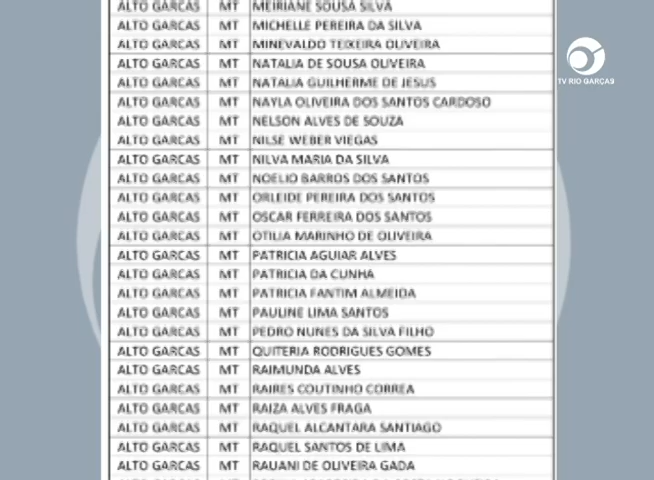 ALTO GARCAS MT MEIRIANE SOUSA SILVA
ALTO GARCAS MT MICHELLE PEREIRA DA SILVA
ALTO GARCAS MT MINEVALDO TEIXEIRA OLIVEIRA
ALTO GARCAS MT NATALIA DE SOUSA OLIVEIRA
ALTO GARCAS MT NATALIA GUILHERME DE JESUS
ALTO GARCAS MT NAYLA OLIVEIRA DOS SANTOS CARDOSO
ALTO GARCAS MT NELSON ALVES DE SOUZA
ALTO GARCAS MT NILSE WEBER VIEGAS
ALTO GARCAS MT NILVA MARIA DA SILVA
ALTO GARCAS MT NOELIO BARROS DOS SANTOS
ALTO GARCAS MT ORLEIDE PEREIRA DOS SANTOS
ALTO GARCAS MT OSCAR FERREIRA DOS SANTOS
ALTO GARCAS MT OTILIA MARINHO DE OLIVEIRA
ALTO GARCAS MT PATRICIA AGUIAR ALVES
ALTO GARCAS MT PATRICIA DA CUNHA
ALTO GARCAS MT PATRICIA FANTIM ALMEIDA
ALTO GARCAS MT PAULINE LIMA SANTOS
ALTO GARCAS MT PEDRO NUNES DA SILVA FILHO
ALTO GARCAS MT QUITERIA RODRIGUES GOMES
ALTO GARCAS MT RAIMUNDA ALVES
ALTO GARCAS MT RAIRES COUTINHO CORREA
ALTO GARCAS MT RAIZA ALVES FRAGA
ALTO GARCAS MT RAQUEL ALCANTARA SANTIAGO
ALTO GARCAS MT RAQUEL SANTOS DE LIMA
ALTO GARCAS MT RAUANI DE OLIVEIRA GADA
TV RIO GARÇAS